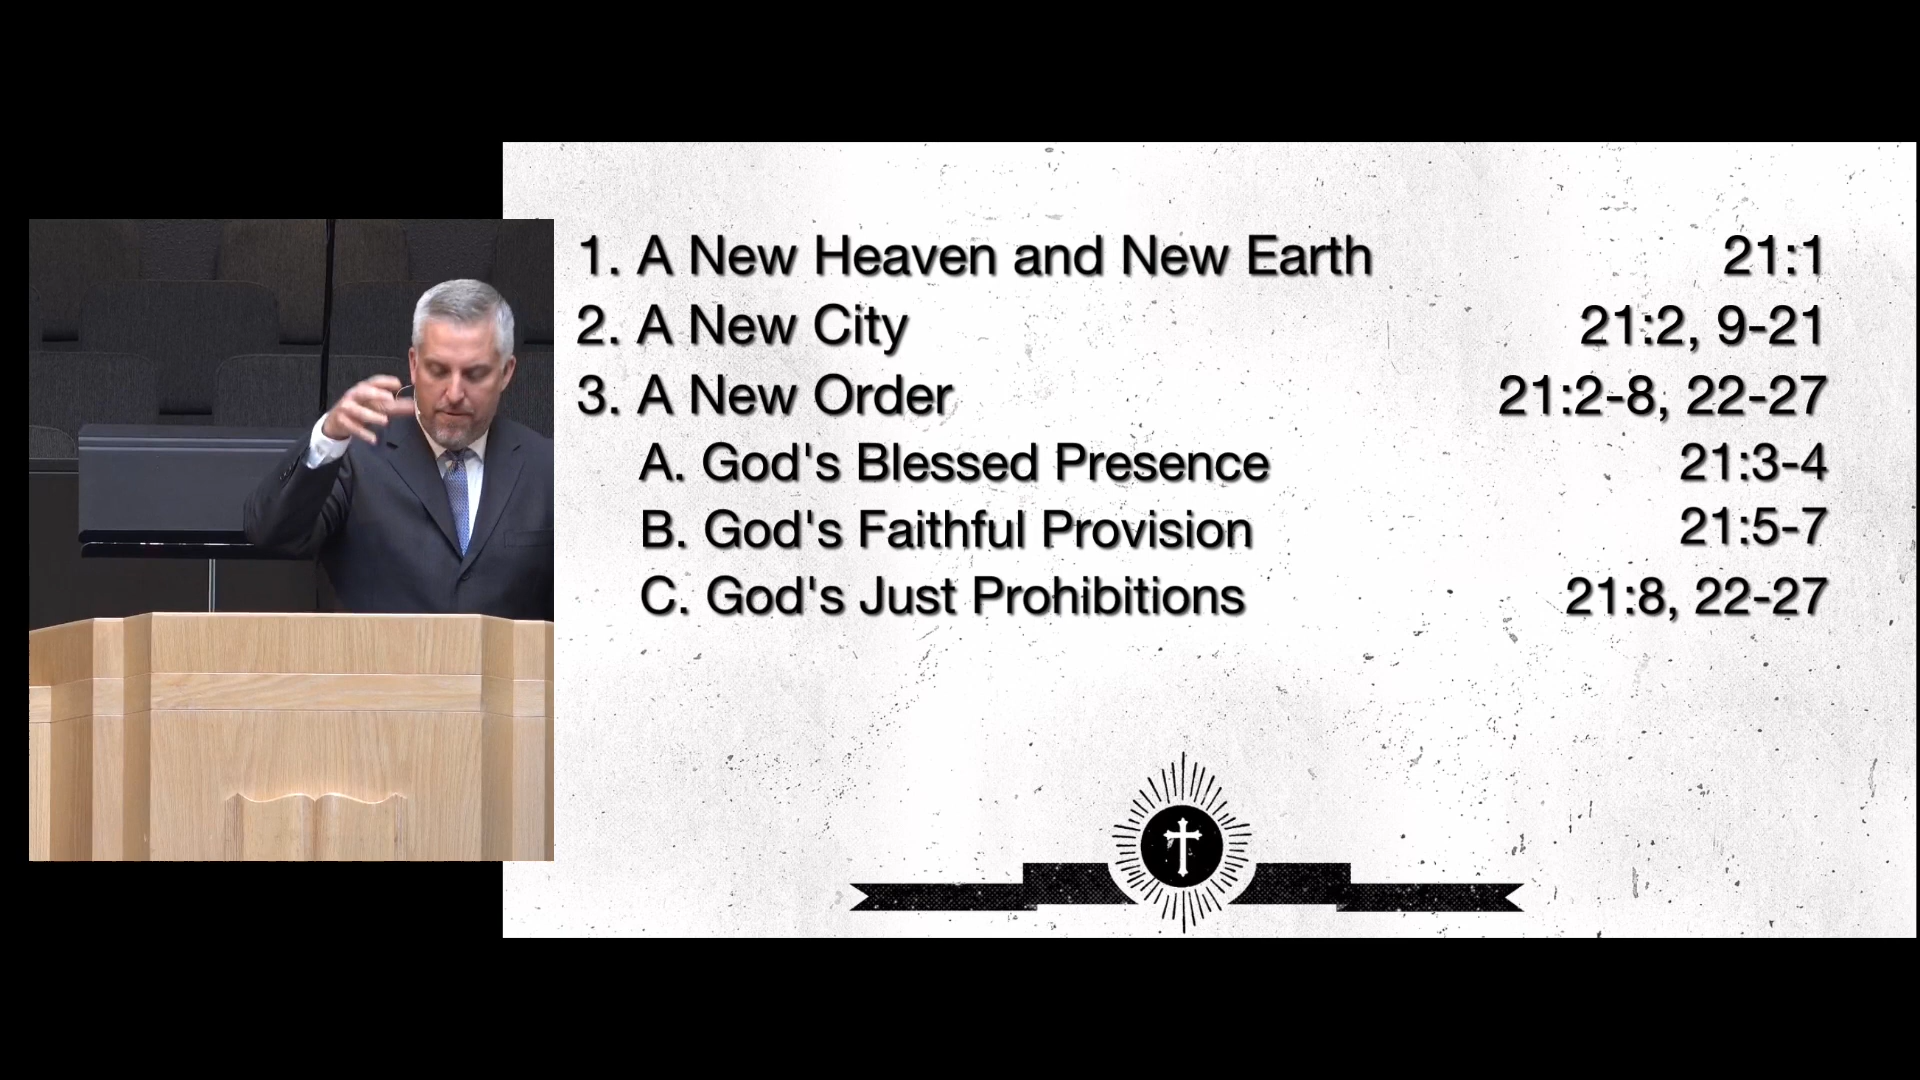 1. A New Heaven and New Earth 21:1
2. A New City 21:2, 9-21
3. A New Order 21:2-8, 22-27
A. God's Blessed Presence 21:3-4
B. God's Faithful Provision 21:5-7
C. God's Just Prohibitions 21:8, 22-27